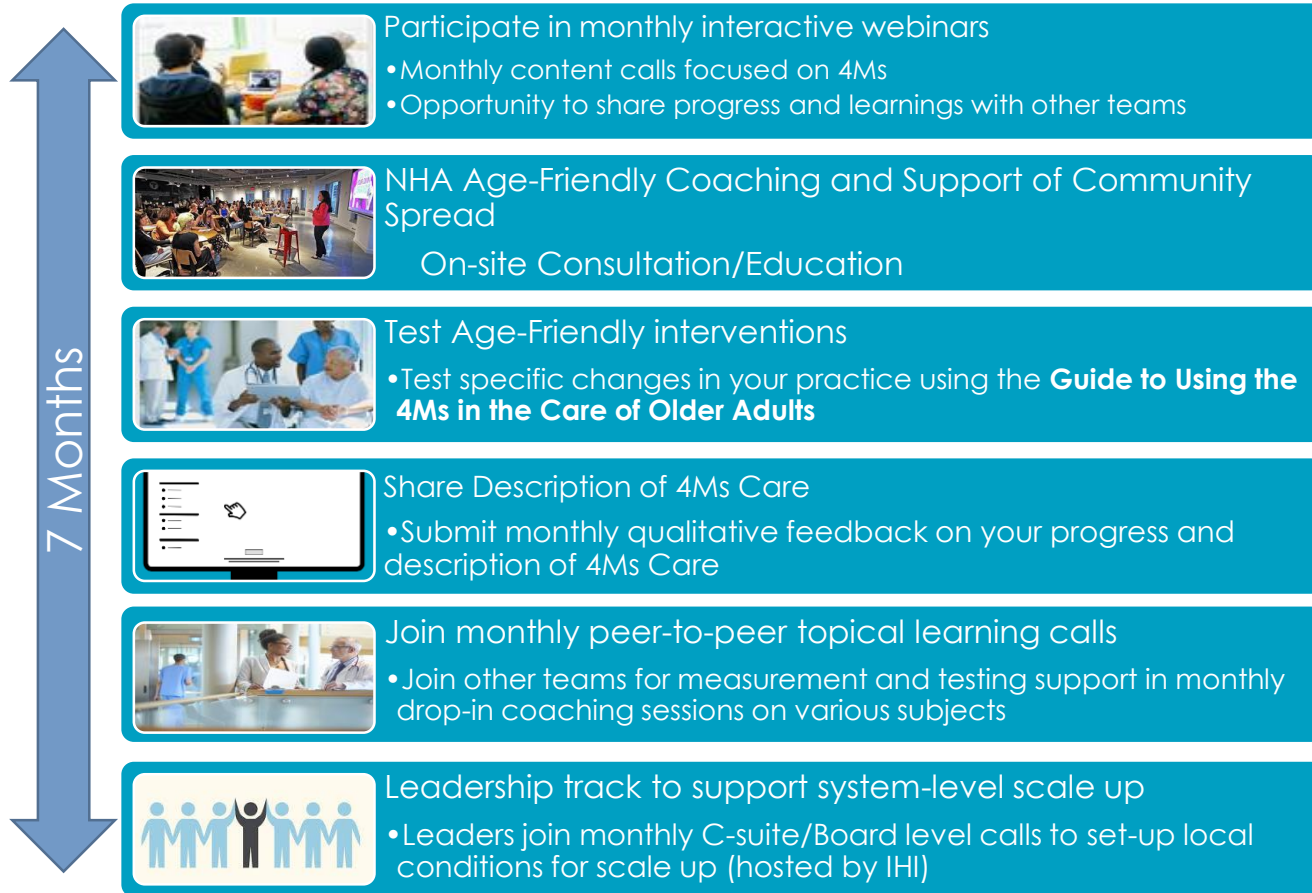 7 Months
Participate in monthly interactive webinars
•Monthly content calls focused on 4Ms
•Opportunity to share progress and learnings with other teams
NHA Age-Friendly Coaching and Support of Community
Spread
On-site Consultation/Education
Test Age-Friendly interventions
•Test specific changes in your practice using the Guide to Using the
4Ms in the Care of Older Adults
Share Description of 4Ms Care
•Submit monthly qualitative feedback on your progress and
description of 4Ms Care
Join monthly peer-to-peer topical learning calls
•Join other teams for measurement and testing support in monthly
drop-in coaching sessions on various subjects
Leadership track to support system-level scale up
•Leaders join monthly C-suite/Board level calls to set-up local
conditions for scale up (hosted by IHI)